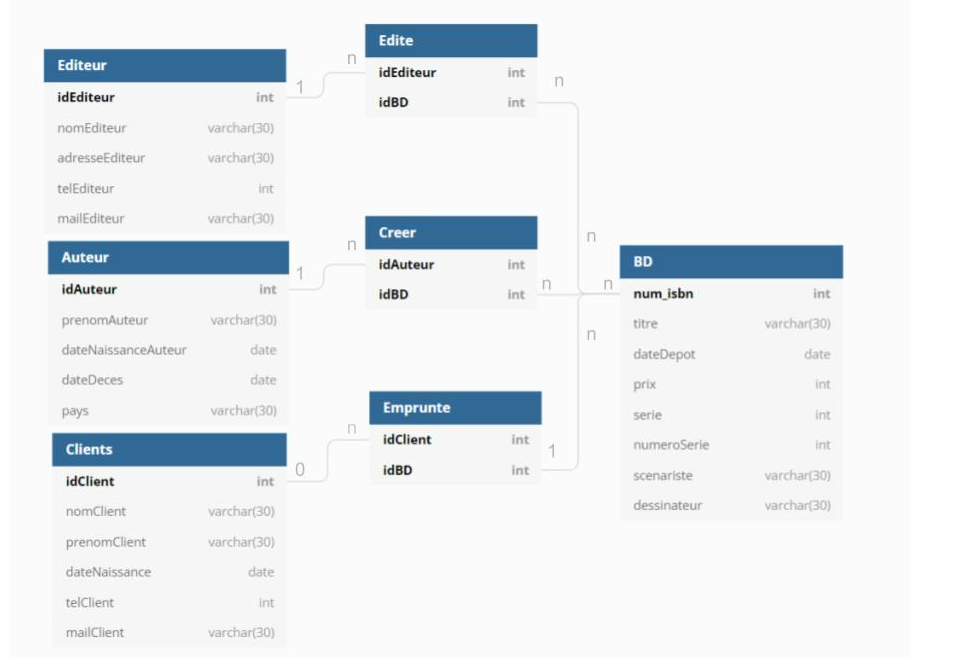 Editeur
idEditeur int
nomEditeur varchar(30)
adresseEditeur varchar(30)
telEditeur int
mailEditeur varchar(30)
1
n
Edite
idEditeur int
idBD int
n
Auteur
idAuteur int
prenomAuteur varchar(30)
dateNaissanceAuteur date
dateDeces date
pays varchar(30)
1
n
Creer
idAuteur int
idBD int
n
n
n
n
Clients
idClient int
nomClient varchar(30)
prenomClient varchar(30)
dateNaissance date
telClient int
mailClient varchar(30)
0
n
Emprunte
idClient int
idBD int
1
BD
num_isbn int
titre varchar(30)
dateDepot date
prix int
serie int
numeroSerie int
scenariste varchar(30)
dessinateur varchar(30)